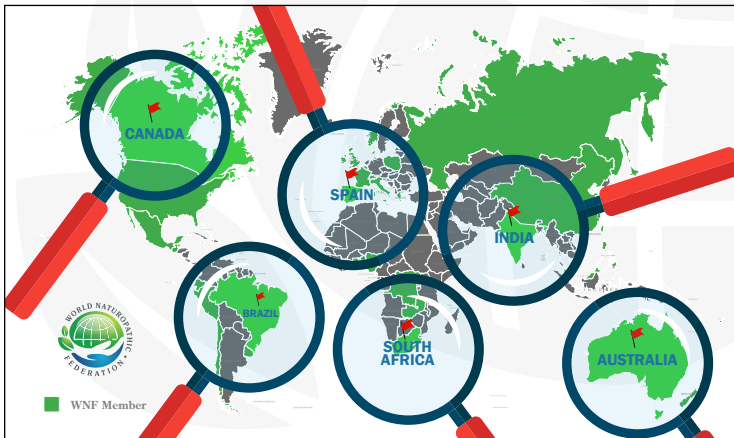 CANADA
SPAIN
INDIA
BRAZIL
SOUTH
AFRICA
AUSTRALIA
WORLD NATUROPATHIC
FEDERATION
WNF Member